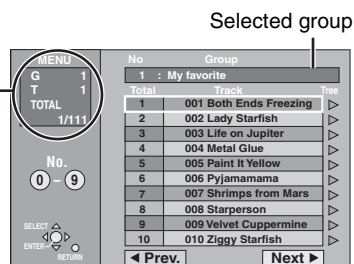 Selected group
MENU
G 1
T 1
TOTAL
1/111
No.
0 – 9
SELECT
ENTER
RETURN
No Group
1 : My favorite
Total Track Tree
1 001 Both Ends Freezing
2 002 Lady Starfish
3 003 Life on Jupiter
4 004 Metal Glue
5 005 Paint It Yellow
6 006 Pyjamamama
7 007 Shrimps from Mars
8 008 Starperson
9 009 Velvet Cuppermine
10 010 Ziggy Starfish
◀ Prev. Next ▶